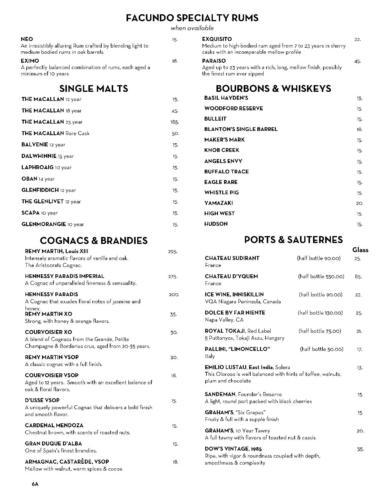 FACUNDO SPECIALTY RUMS
when available
NEO 15.
An irresistibly alluring Rum crafted by blending light to
medium bodied rums in oak barrels.
EXIMO 18.
A perfectly balanced combination of rums, each aged a
minimum of 10 years
EXQUISITO 22.
Medium to high-bodied rum aged from 7 to 23 years in sherry
casks with an incomparable mellow profile
PARAISO 45.
Aged up to 23 years with a rich, long, mellow finish, possibly
the finest rum ever sipped
SINGLE MALTS
THE MACALLAN 12 year 15.
THE MACALLAN 18 year 45.
THE MACALLAN 25 year 185.
THE MACALLAN Rare Cask 50.
BALVENIE 12 year 15.
DALWHINNIE 15 year 15.
LAPHROAIG 10 year 15.
OBAN 14 year 15.
GLENFIDDICH 12 year 15.
THE GLENLIVET 12 year 15.
SCAPA 10 year 15.
GLENMORANGIE 10 year 15.
BOURBONS & WHISKEYS
BASIL HAYDEN'S 15.
WOODFORD RESERVE 15.
BULLEIT 15.
BLANTON'S SINGLE BARREL 16.
MAKER'S MARK 15.
KNOB CREEK 15.
ANGELS ENVY 15.
BUFFALO TRACE 15.
EAGLE RARE 15.
WHISTLE PIG 15.
YAMAZAKI 20.
HIGH WEST 15.
HUDSON 15.
COGNACS & BRANDIES
REMY MARTIN, Louis XIII 295.
Intensely aromatic flavors of vanilla and oak.
The Aristocratic Cognac.
HENNESSY PARADIS IMPERIAL 275.
A Cognac of unparalleled fineness & sensuality.
HENNESSY PARADIS 200.
A Cognac that exudes floral notes of jasmine and
honey
REMY MARTIN XO 35.
Strong, with honey & orange flavors.
COURVOISIER XO 30.
A blend of Cognacs from the Grande, Petite
Champagne & Borderies crus, aged from 20-35 years.
REMY MARTIN VSOP 20.
A classic cognac with a full finish.
COURVOISIER VSOP 16.
Aged to 12 years. Smooth with an excellent balance of
oak & floral flavors.
D'USSE VSOP 15.
A uniquely powerful Cognac that delivers a bold finish
and smooth flavor.
CARDENAL MENDOZA 15.
Chestnut brown, with scents of roasted nuts.
GRAN DUQUE D'ALBA 15.
One of Spain's finest brandies.
ARMAGNAC, CASTARÈDE, VSOP 18.
Mellow with walnut, warm spices & cocoa
PORTS & SAUTERNES
Glass
CHATEAU SUDIRANT (half bottle 90.00) 25.
France
CHATEAU D'YQUEM (half bottle 550.00) 85.
France
ICE WINE, INNISKILLIN (half bottle 90.00) 22.
VQA Niagara Peninsula, Canada
DOLCE BY FAR NIENTE (half bottle 130.00) 25.
Napa Valley, CA
ROYAL TOKAJI, Red Label (half bottle 75.00) 21.
5 Puttonyos, Tokaji Aszu, Hungary
PALLINI, "LIMONCELLO" (half bottle 50.00) 17.
Italy
EMILIO LUSTAU, East India, Solera 13.
This Oloroso is well balanced with hints of toffee, walnuts,
plum and chocolate
SANDEMAN, Founder's Reserve 15
A light, round port packed with black cherries
GRAHAM'S, "Six Grapes" 15
Fruity & full with a supple finish
GRAHAM'S, 10 Year Tawny 20.
A full tawny with flavors of toasted nut & cassis
DOW'S VINTAGE, 1985 35.
Ripe, with vigor & roundness coupled with depth,
smoothness & complexity
6A